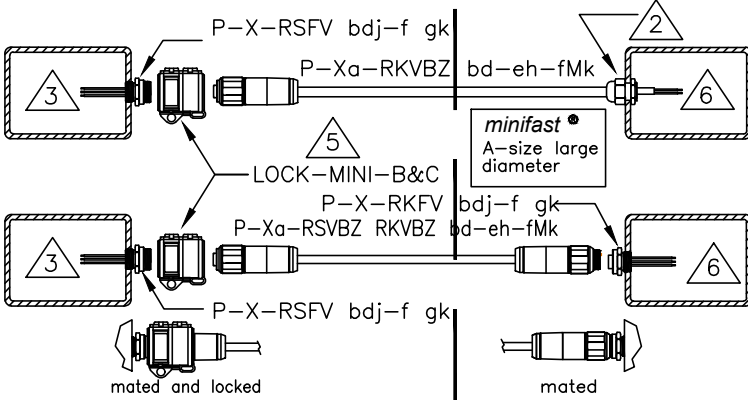 P-X-RSFV bdj-f gk
2
P-Xa-RKVBZ bd-eh-fMk
3
6
minifast ®
A-size large
diameter
5
LOCK-MINI-B&C
P-X-RKFV bdj-f gk
P-Xa-RSVBZ RKVBZ bd-eh-fMk
3
6
P-X-RSFV bdj-f gk
mated and locked
mated